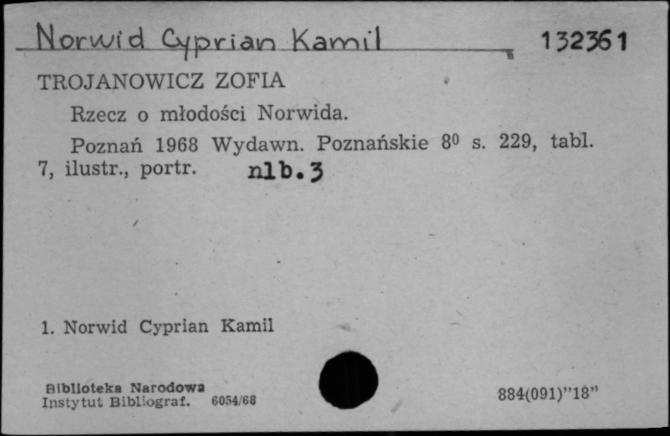 Norwid Cyprian Kamil 132361
TROJANOWICZ ZOFIA
Rzecz o młodości Norwida.
Poznań 1968 Wydawn. Poznańskie 8⁰ s. 229, tabl.
7, ilustr., portr. nlb. 3
1. Norwid Cyprian Kamil
Biblioteka Narodowa
Instytut Bibliograf. 6054/68
884(091)"18"